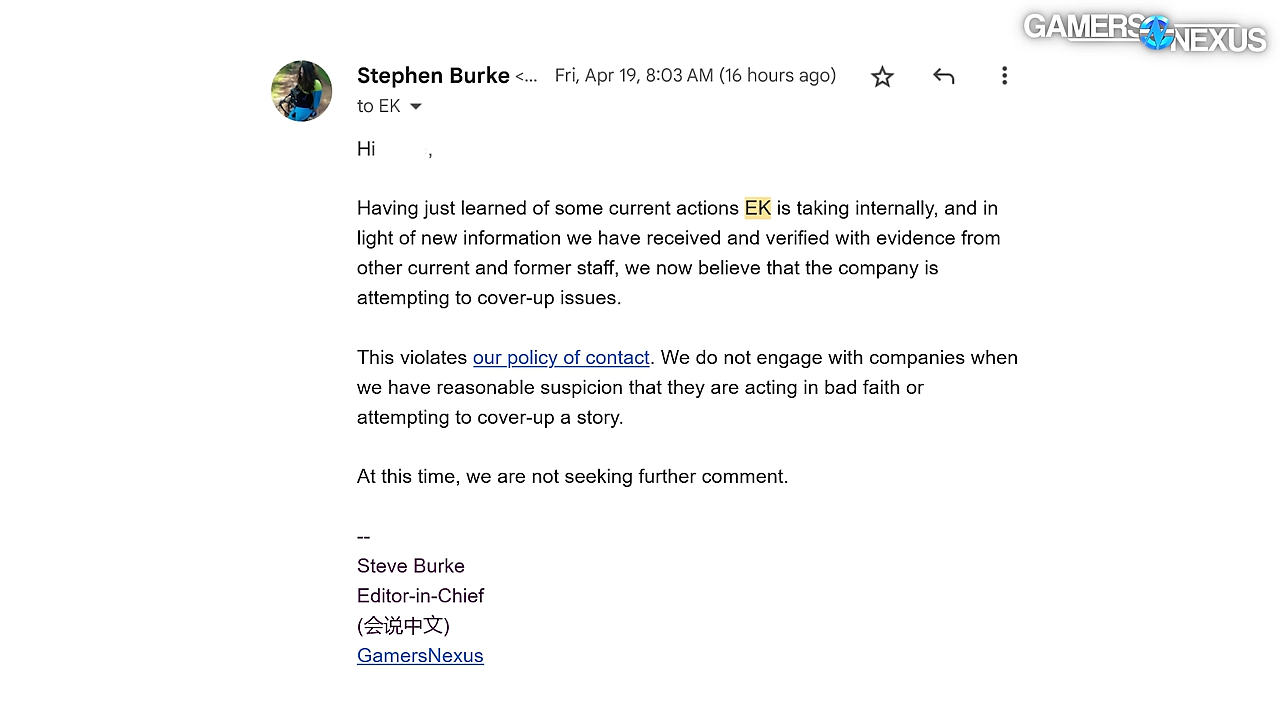 GAMERS NEXUS
Stephen Burke <... Fri, Apr 19, 8:03 AM (16 hours ago)
to EK
Hi ,
Having just learned of some current actions EK is taking internally, and in
light of new information we have received and verified with evidence from
other current and former staff, we now believe that the company is
attempting to cover-up issues.
This violates our policy of contact. We do not engage with companies when
we have reasonable suspicion that they are acting in bad faith or
attempting to cover-up a story.
At this time, we are not seeking further comment.
--
Steve Burke
Editor-in-Chief
(会说中文)
GamersNexus